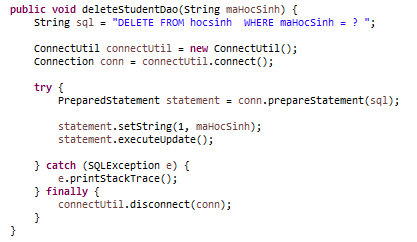 public void deleteStudentDao(String maHocSinh) {
    String sql = "DELETE FROM hocsinh  WHERE maHocSinh = ? ";

    ConnectUtil connectUtil = new ConnectUtil();
    Connection conn = connectUtil.connect();

    try {
        PreparedStatement statement = conn.prepareStatement(sql);

        statement.setString(1, maHocSinh);
        statement.executeUpdate();

    } catch (SQLException e) {
        e.printStackTrace();
    } finally {
        connectUtil.disconnect(conn);
    }
}